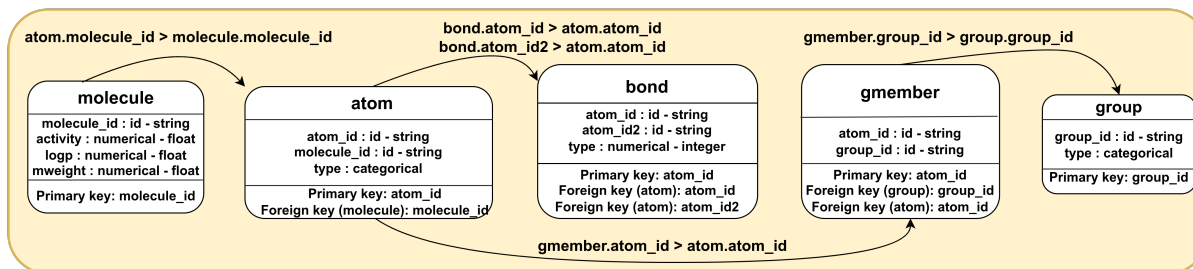 atom.molecule_id > molecule.molecule_id
bond.atom_id > atom.atom_id
bond.atom_id2 > atom.atom_id
gmember.group_id > group.group_id
molecule
molecule_id : id - string
activity : numerical - float
logp : numerical - float
mweight : numerical - float
Primary key: molecule_id
atom
atom_id : id - string
molecule_id : id - string
type : categorical
Primary key: atom_id
Foreign key (molecule): molecule_id
bond
atom_id : id - string
atom_id2 : id - string
type : numerical - integer
Primary key: atom_id
Foreign key (atom): atom_id
Foreign key (atom): atom_id2
gmember
atom_id : id - string
group_id : id - string
Primary key: atom_id
Foreign key (group): group_id
Foreign key (atom): atom_id
group
group_id : id - string
type : categorical
Primary key: group_id
gmember.atom_id > atom.atom_id